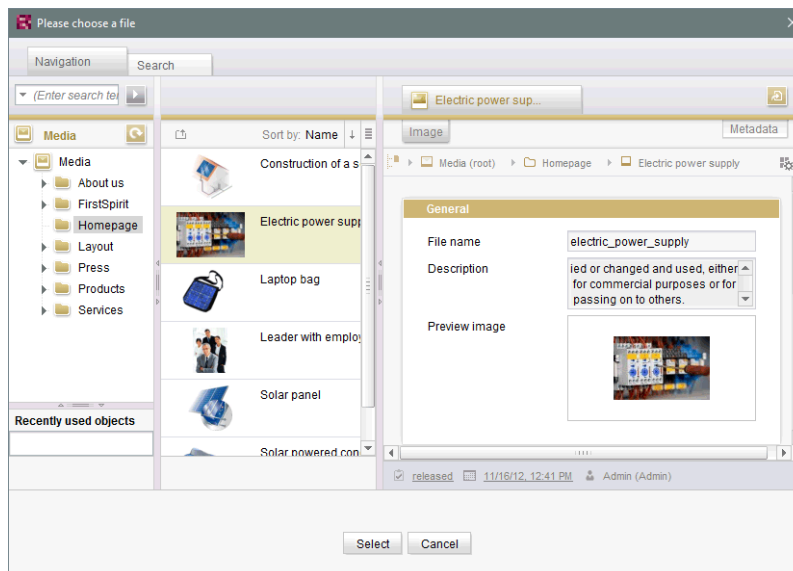 Please choose a file
Navigation
Search
(Enter search te
Electric power sup...
Media
Sort by: Name
Image
Metadata
Media
About us
FirstSpirit
Homepage
Layout
Press
Products
Services
Recently used objects
Construction of a s
Electric power supp
Laptop bag
Leader with employ
Solar panel
Solar powered con
Media (root)
Homepage
Electric power supply
General
File name
electric_power_supply
Description
ied or changed and used, either
for commercial purposes or for
passing on to others.
Preview image
released
11/16/12, 12:41 PM
Admin (Admin)
Select
Cancel